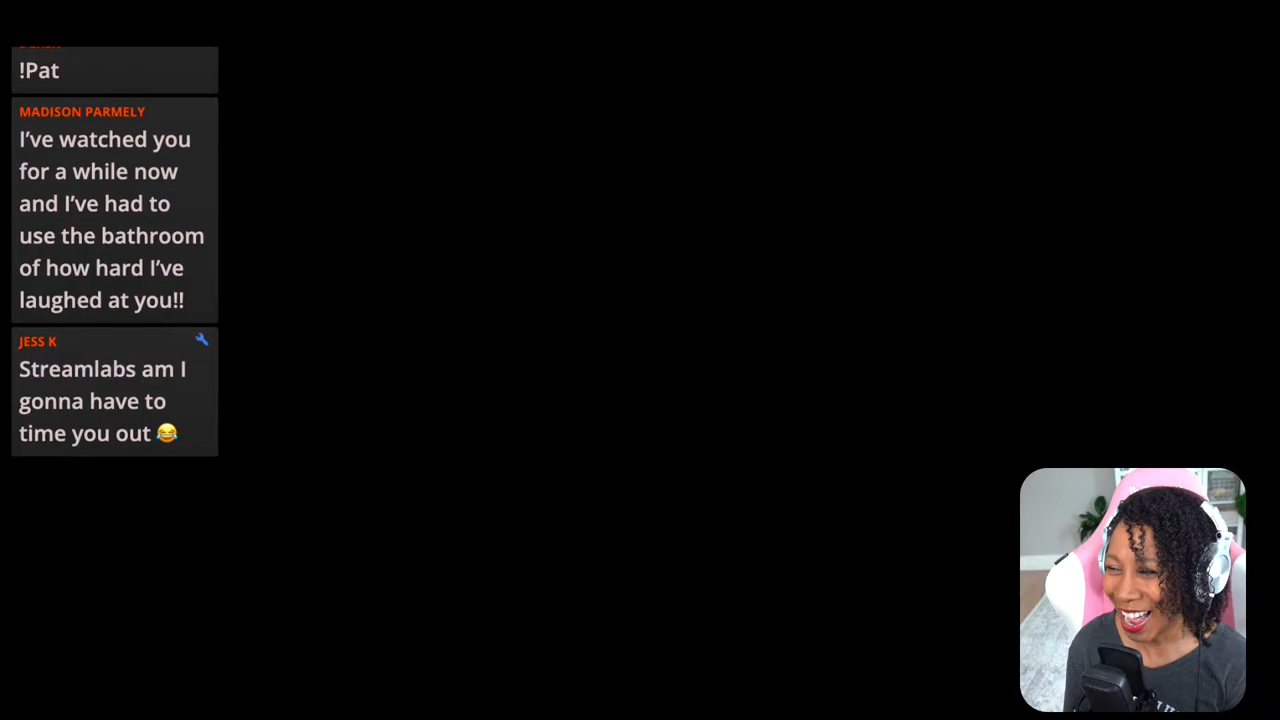 !Pat
MADISON PARMELY
I've watched you
for a while now
and I've had to
use the bathroom
of how hard I've
laughed at you!!
JESS K
Streamlabs am I
gonna have to
time you out 😂